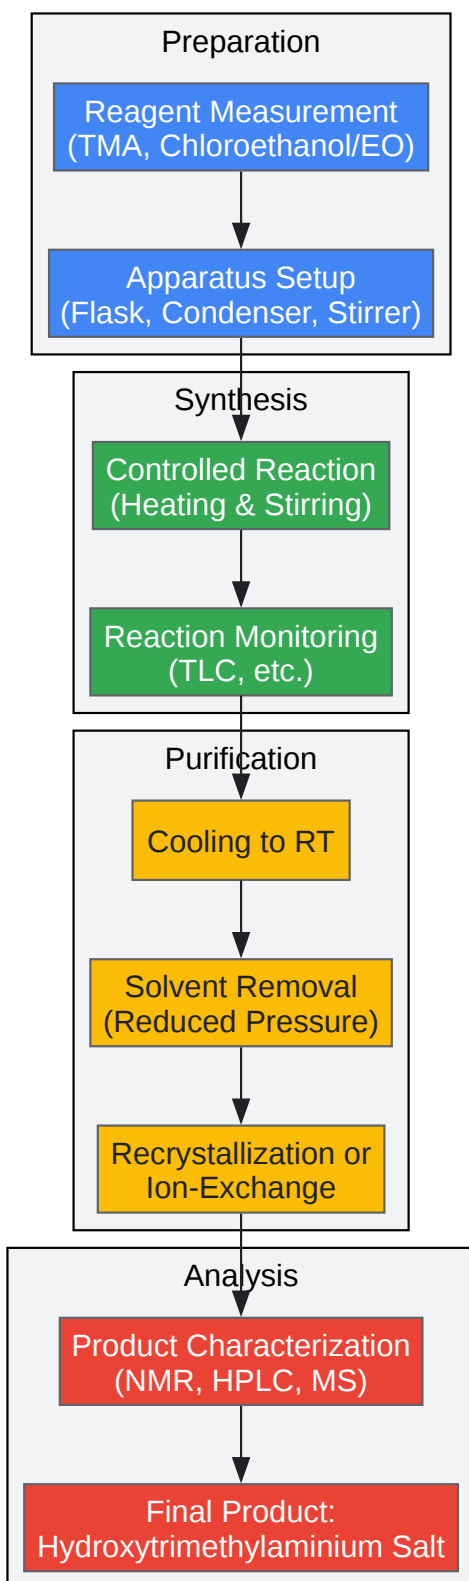 Preparation
Reagent Measurement
(TMA, Chloroethanol/EO)
Apparatus Setup
(Flask, Condenser, Stirrer)
Synthesis
Controlled Reaction
(Heating & Stirring)
Reaction Monitoring
(TLC, etc.)
Purification
Cooling to RT
Solvent Removal
(Reduced Pressure)
Recrystallization or
Ion-Exchange
Analysis
Product Characterization
(NMR, HPLC, MS)
Final Product:
Hydroxytrimethylaminium Salt